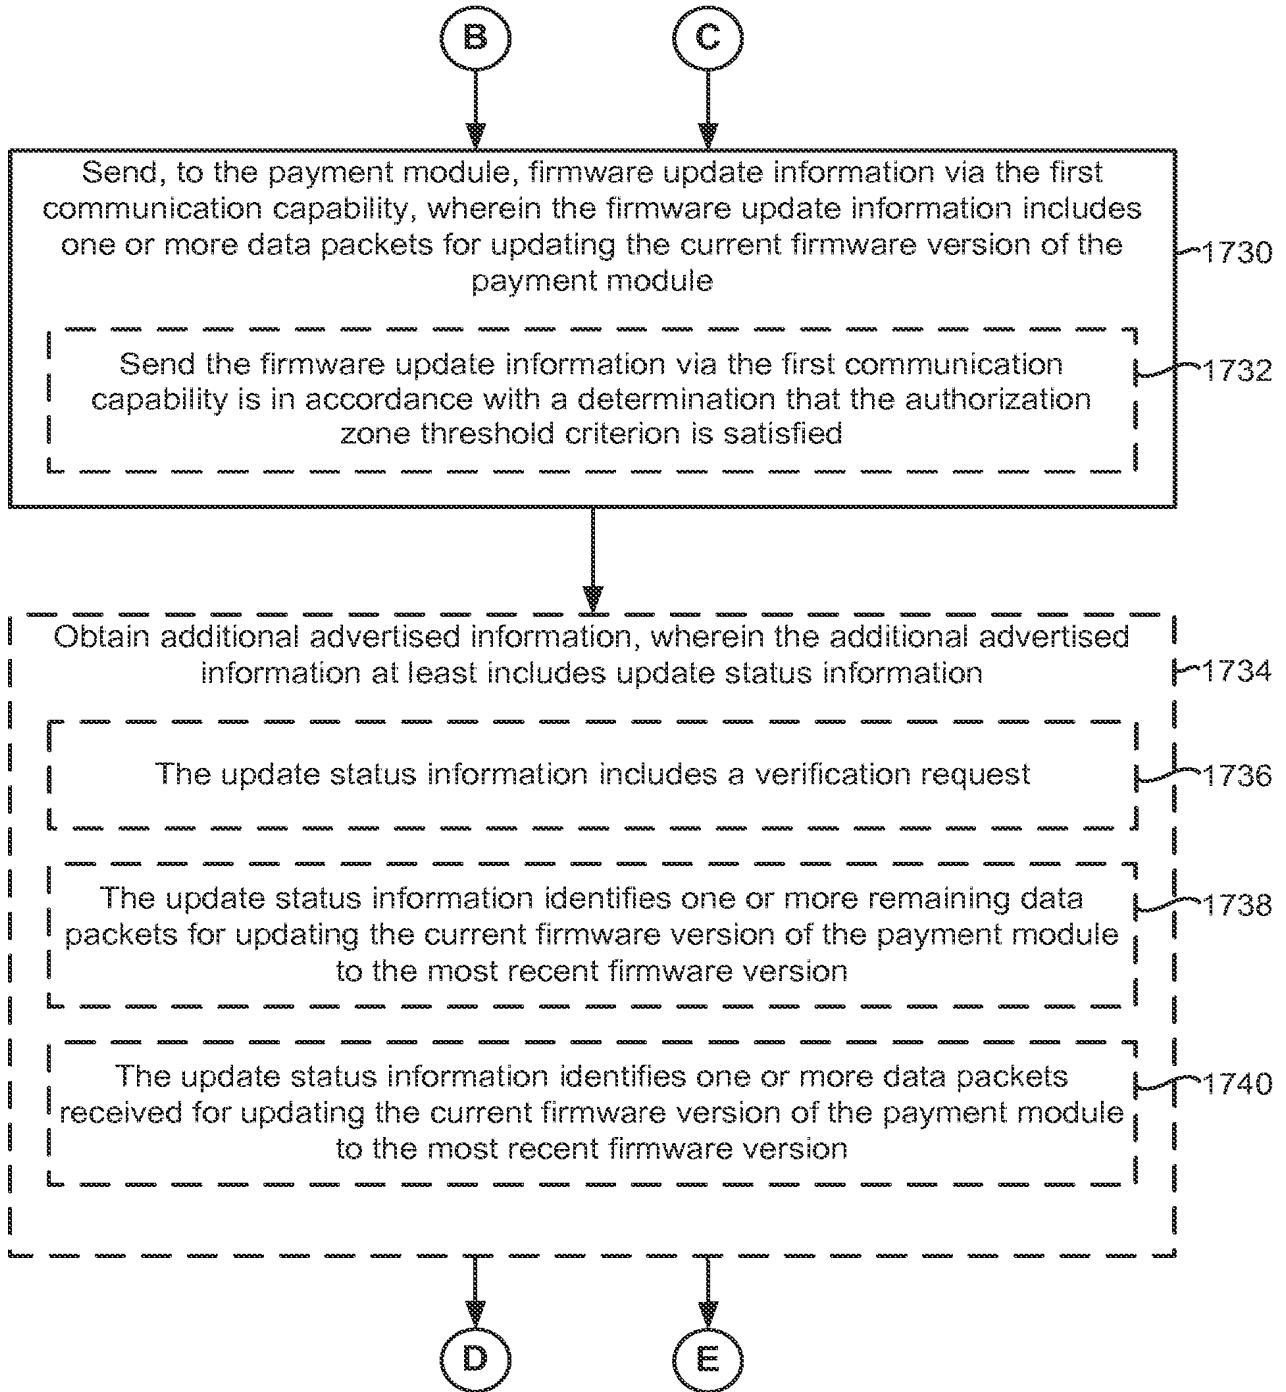 B
C
Send, to the payment module, firmware update information via the first
communication capability, wherein the firmware update information includes
one or more data packets for updating the current firmware version of the
payment module
1730
Send the firmware update information via the first communication
capability is in accordance with a determination that the authorization
zone threshold criterion is satisfied
1732
Obtain additional advertised information, wherein the additional advertised
information at least includes update status information
1734
The update status information includes a verification request
1736
The update status information identifies one or more remaining data
packets for updating the current firmware version of the payment module
to the most recent firmware version
1738
The update status information identifies one or more data packets
received for updating the current firmware version of the payment module
to the most recent firmware version
1740
D
E